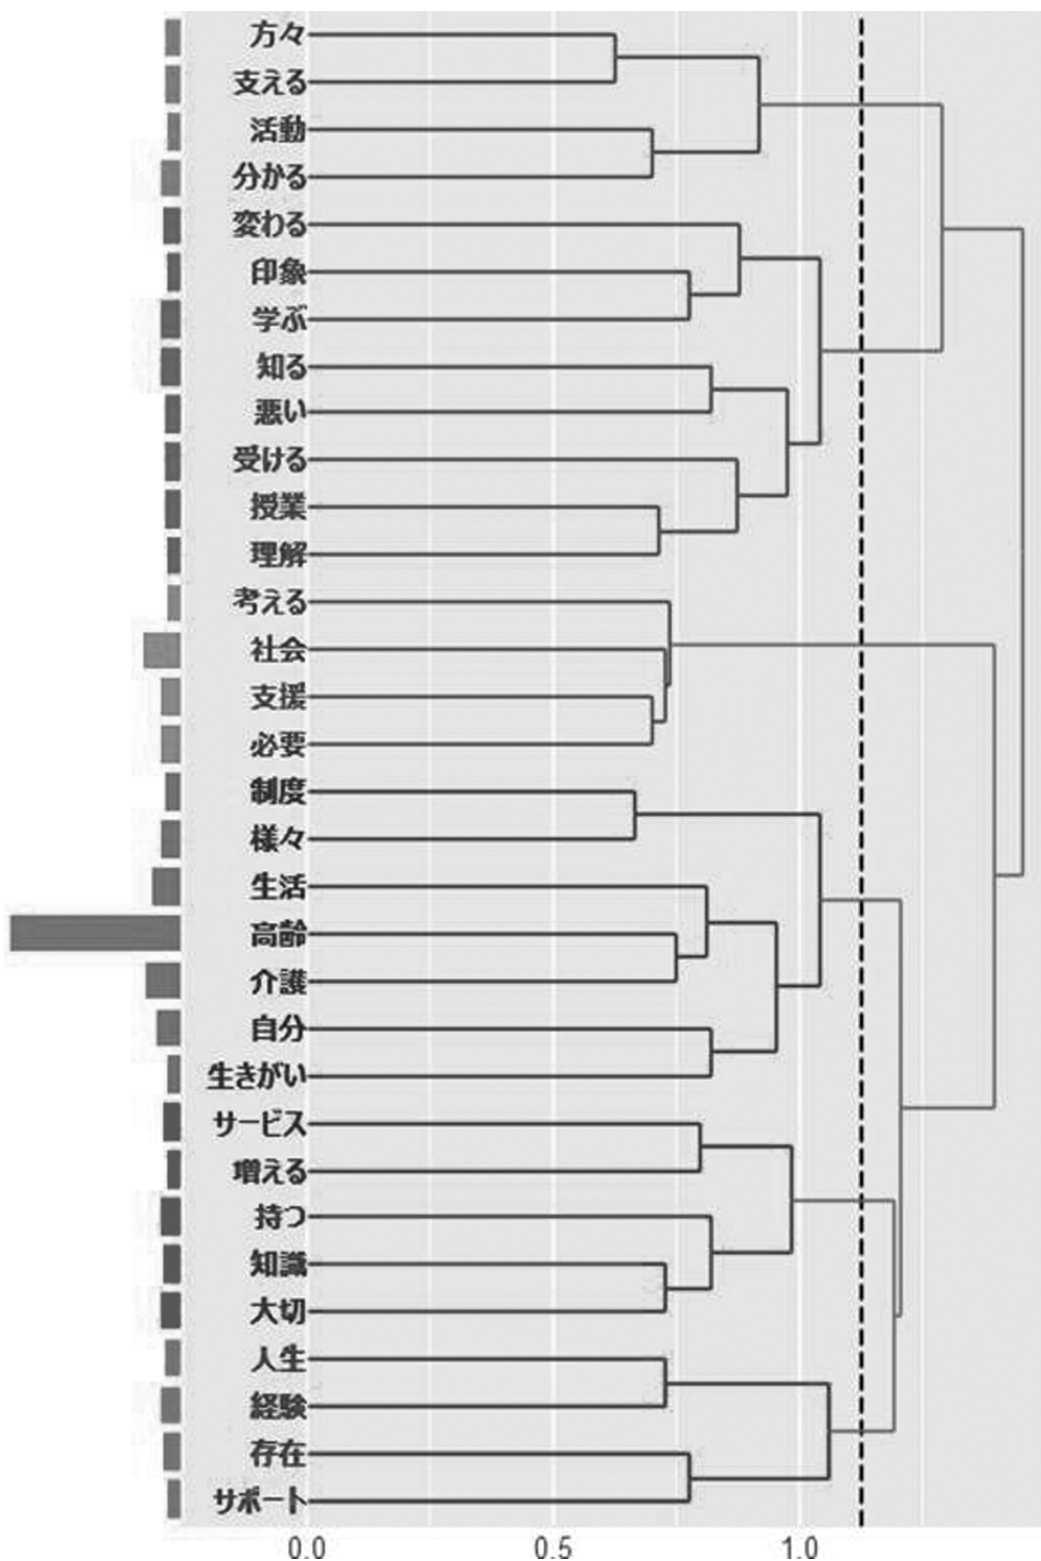 方々
支える
活動
分かる
変わる
印象
学ぶ
知る
悪い
受ける
授業
理解
考える
社会
支援
必要
制度
様々
生活
高齢
介護
自分
生きがい
サービス
増える
持つ
知識
大切
人生
経験
存在
サポート
0.0 0.5 1.0